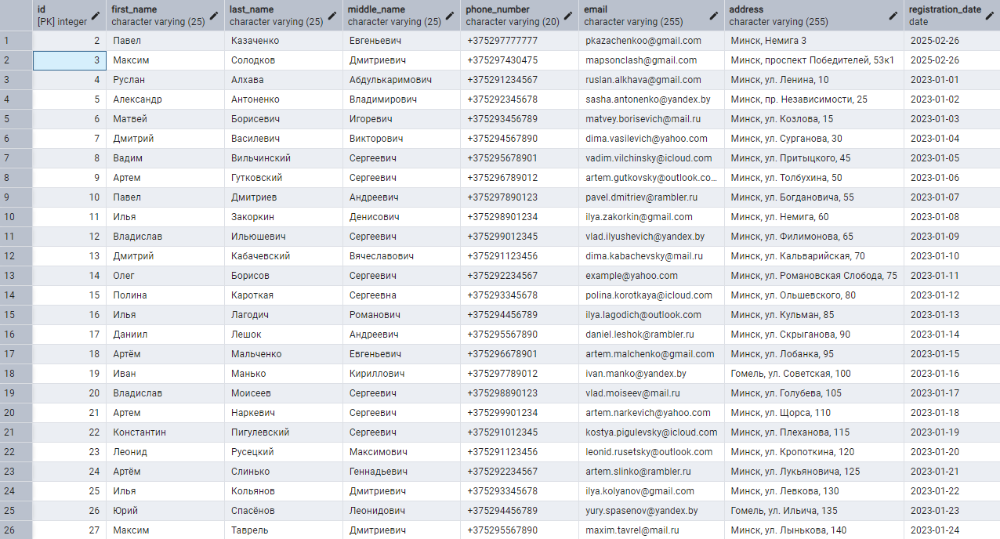 id first_name last_name middle_name phone_number email address registration_date
[PK] integer character varying (25) character varying (25) character varying (25) character varying (20) character varying (255) character varying (255) date
1 2 Павел Казаченко Евгеньевич +375297777777 pkazachenkoo@gmail.com Минск, Немига 3 2025-02-26
2 3 Максим Солодков Дмитриевич +375297430475 mapsonclash@gmail.com Минск, проспект Победителей, 53к1 2025-02-26
3 4 Руслан Алхава Абдулькаримович +375291234567 ruslan.alkhava@gmail.com Минск, ул. Ленина, 10 2023-01-01
4 5 Александр Антоненко Владимирович +375292345678 sasha.antonenko@yandex.by Минск, пр. Независимости, 25 2023-01-02
5 6 Матвей Борисевич Игоревич +375293456789 matvey.borisevich@mail.ru Минск, ул. Козлова, 15 2023-01-03
6 7 Дмитрий Василевич Викторович +375294567890 dima.vasilevich@yahoo.com Минск, ул. Сурганова, 30 2023-01-04
7 8 Вадим Вильчинский Сергеевич +375295678901 vadim.vilchinsky@icloud.com Минск, ул. Притыцкого, 45 2023-01-05
8 9 Артем Гутковский Сергеевич +375296789012 artem.gutkovsky@outlook.co... Минск, ул. Толбухина, 50 2023-01-06
9 10 Павел Дмитриев Андреевич +375297890123 pavel.dmitriev@rambler.ru Минск, ул. Богдановича, 55 2023-01-07
10 11 Илья Закоркин Денисович +375298901234 ilya.zakorkin@gmail.com Минск, ул. Немига, 60 2023-01-08
11 12 Владислав Ильюшевич Сергеевич +375299012345 vlad.ilyushevich@yandex.by Минск, ул. Филимонова, 65 2023-01-09
12 13 Дмитрий Кабачевский Вячеславович +375291123456 dima.kabachevsky@mail.ru Минск, ул. Кальварийская, 70 2023-01-10
13 14 Олег Борисов Сергеевич +375292234567 example@yahoo.com Минск, ул. Романовская Слобода, 75 2023-01-11
14 15 Полина Кароткая Сергеевна +375293345678 polina.korotkaya@icloud.com Минск, ул. Ольшевского, 80 2023-01-12
15 16 Илья Лагодич Романович +375294456789 ilya.lagodich@outlook.com Минск, ул. Кульман, 85 2023-01-13
16 17 Даниил Лешок Андреевич +375295567890 daniel.leshok@rambler.ru Минск, ул. Скрыганова, 90 2023-01-14
17 18 Артём Мальченко Евгеньевич +375296678901 artem.malchenko@gmail.com Минск, ул. Лобанка, 95 2023-01-15
18 19 Иван Манько Кириллович +375297789012 ivan.manko@yandex.by Гомель, ул. Советская, 100 2023-01-16
19 20 Владислав Моисеев Сергеевич +375298890123 vlad.moiseev@mail.ru Минск, ул. Голубева, 105 2023-01-17
20 21 Артем Наркевич Сергеевич +375299901234 artem.narkevich@yahoo.com Минск, ул. Щорса, 110 2023-01-18
21 22 Константин Пигулевский Сергеевич +375291012345 kostya.pigulevsky@icloud.com Минск, ул. Плеханова, 115 2023-01-19
22 23 Леонид Русецкий Максимович +375291123456 leonid.rusetsky@outlook.com Минск, ул. Кропоткина, 120 2023-01-20
23 24 Артём Слинько Геннадьевич +375292234567 artem.slinko@rambler.ru Минск, ул. Лукьяновича, 125 2023-01-21
24 25 Илья Кольянов Дмитриевич +375293345678 ilya.kolyanov@gmail.com Минск, ул. Левкова, 130 2023-01-22
25 26 Юрий Спасёнов Леонидович +375294456789 yury.spasenov@yandex.by Гомель, ул. Ильича, 135 2023-01-23
26 27 Максим Таврель Дмитриевич +375295567890 maxim.tavrel@mail.ru Минск, ул. Лынькова, 140 2023-01-24